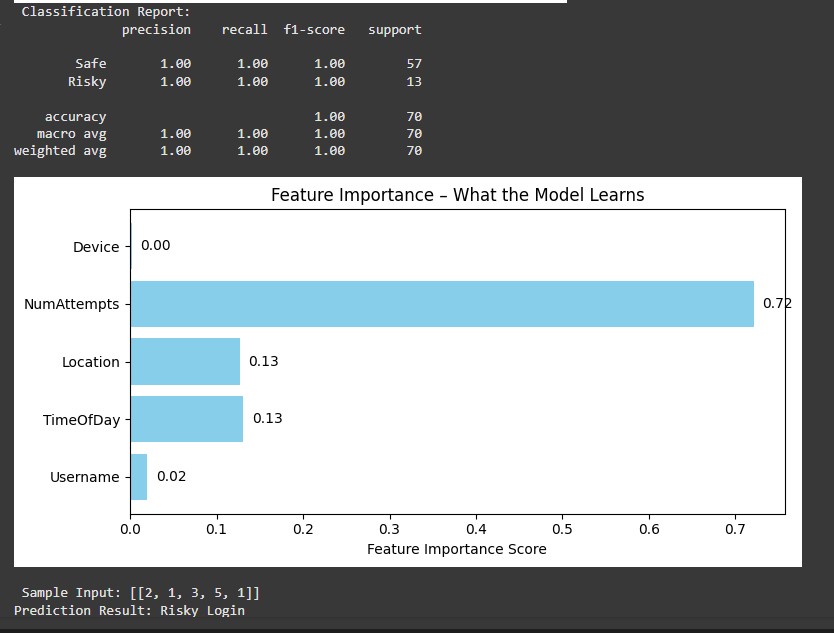 Classification Report:
precision recall f1-score support
Safe 1.00 1.00 1.00 57
Risky 1.00 1.00 1.00 13
accuracy 1.00 70
macro avg 1.00 1.00 1.00 70
weighted avg 1.00 1.00 1.00 70
Feature Importance – What the Model Learns
Device 0.00
NumAttempts 0.72
Location 0.13
TimeOfDay 0.13
Username 0.02
0.0 0.1 0.2 0.3 0.4 0.5 0.6 0.7
Feature Importance Score
Sample Input: [[2, 1, 3, 5, 1]]
Prediction Result: Risky Login